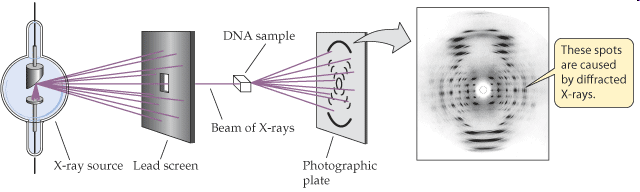 DNA sample
These spots
are caused
by diffracted
X-rays.
Beam of X-rays
X-ray source
Lead screen
Photographic
plate